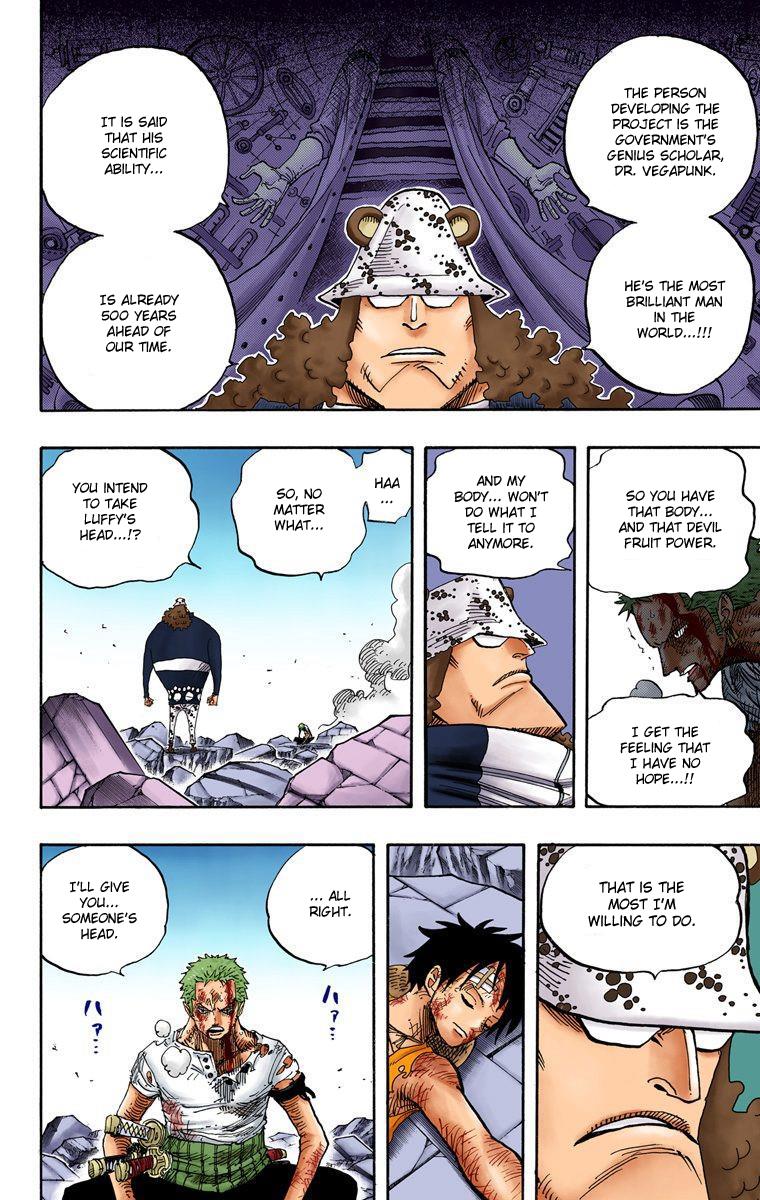 THE PERSON
DEVELOPING THE
PROJECT IS THE
GOVERNMENT'S
GENIUS SCHOLAR,
DR. VEGAPUNK.
HE'S THE MOST
BRILLIANT MAN
IN THE
WORLD...!!!
IT IS SAID
THAT HIS
SCIENTIFIC
ABILITY...
IS ALREADY
500 YEARS
AHEAD OF
OUR TIME.
SO YOU HAVE
THAT BODY...
AND THAT DEVIL
FRUIT POWER.
I GET THE
FEELING THAT
I HAVE NO
HOPE...!!
AND MY
BODY... WON'T
DO WHAT I
TELL IT TO
ANYMORE.
HAA
...
SO, NO
MATTER
WHAT...
YOU INTEND
TO TAKE
LUFFY'S
HEAD...!?
THAT IS THE
MOST I'M
WILLING TO DO.
... ALL
RIGHT.
I'LL GIVE
YOU...
SOMEONE'S
HEAD.
ハァ…
ハァ…